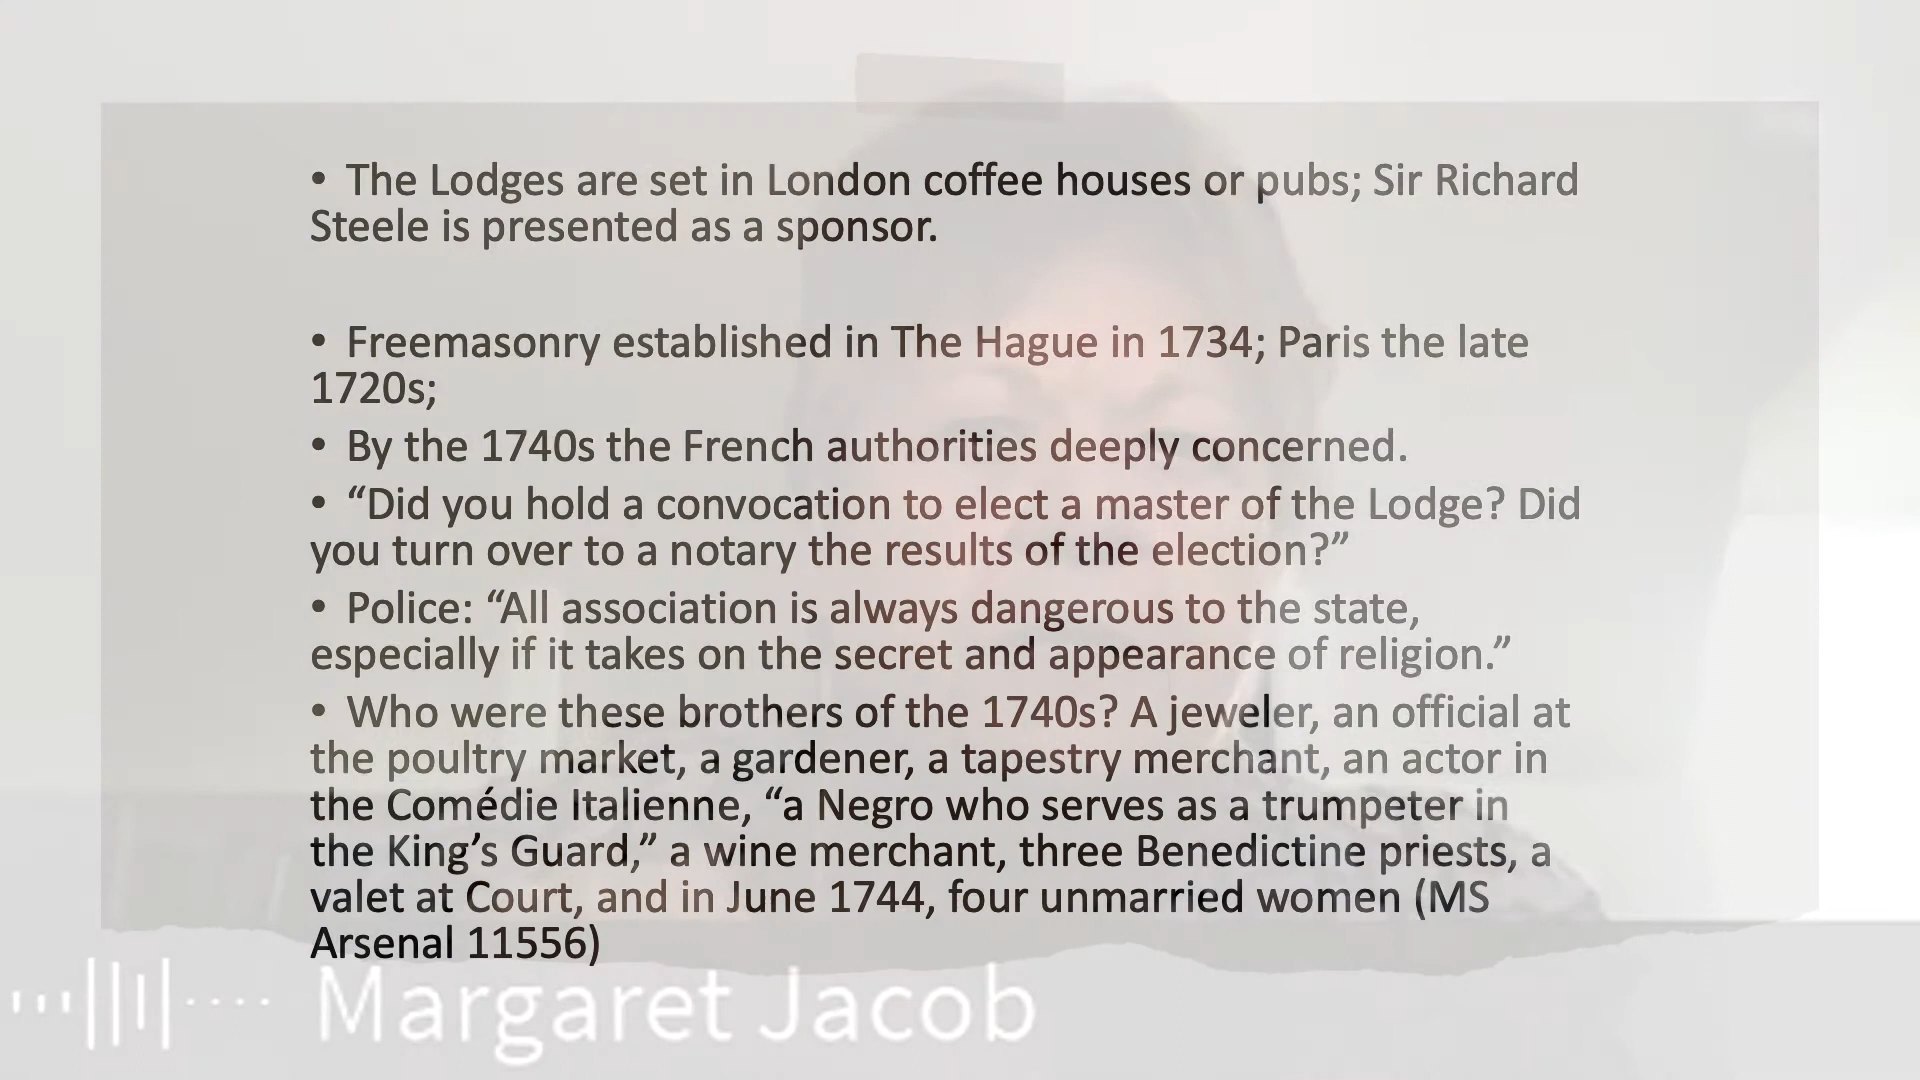 • The Lodges are set in London coffee houses or pubs; Sir Richard
Steele is presented as a sponsor.
• Freemasonry established in The Hague in 1734; Paris the late
1720s;
• By the 1740s the French authorities deeply concerned.
• “Did you hold a convocation to elect a master of the Lodge? Did
you turn over to a notary the results of the election?”
• Police: “All association is always dangerous to the state,
especially if it takes on the secret and appearance of religion.”
• Who were these brothers of the 1740s? A jeweler, an official at
the poultry market, a gardener, a tapestry merchant, an actor in
the Comédie Italienne, “a Negro who serves as a trumpeter in
the King’s Guard,” a wine merchant, three Benedictine priests, a
valet at Court, and in June 1744, four unmarried women (MS
Arsenal 11556)
Margaret Jacob